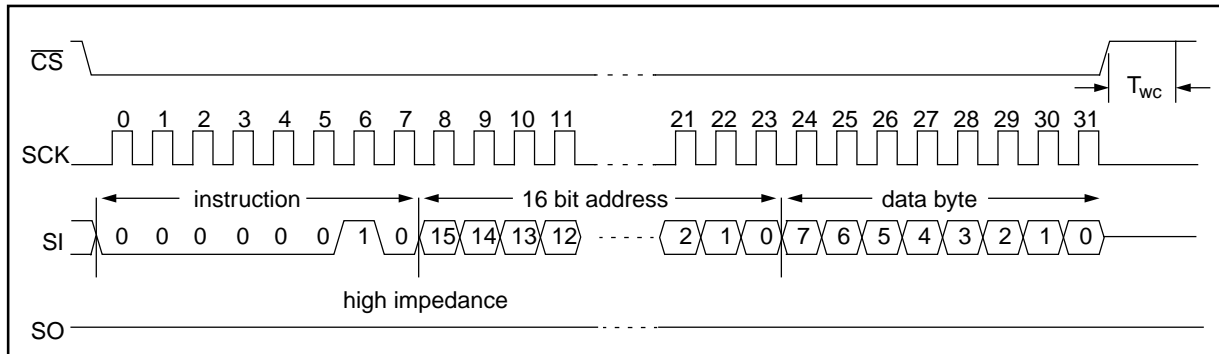 CS
Twc
0 1 2 3 4 5 6 7 8 9 10 11 21 22 23 24 25 26 27 28 29 30 31
SCK
instruction 16 bit address data byte
SI 0 0 0 0 0 0 1 0 15 14 13 12 2 1 0 7 6 5 4 3 2 1 0
high impedance
SO